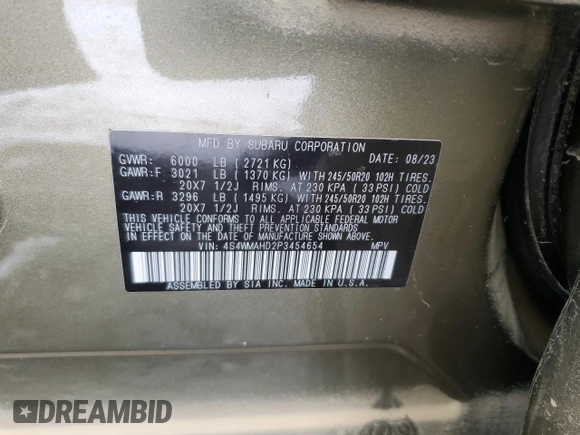 MFD BY SUBARU CORPORATION
GVWR: 6000 LB (2721 KG) DATE: 08/23
GAWR:F 3021 LB (1370 KG) WITH 245/50R20 102H TIRES.
20X7 1/2J RIMS. AT 230 KPA (33 PSI) COLD
GAWR:R 3296 LB (1495 KG) WITH 245/50R20 102H TIRES.
20X7 1/2J RIMS. AT 230 KPA (33 PSI) COLD
THIS VEHICLE CONFORMS TO ALL APPLICABLE FEDERAL MOTOR
VEHICLE SAFETY AND THEFT PREVENTION STANDARDS
IN EFFECT ON THE DATE OF MANUFACTURE SHOWN ABOVE.
VIN: 4S4WMAHD2P3454654 MPV
ASSEMBLED BY SIA INC. MADE IN U.S.A.
DREAMBID